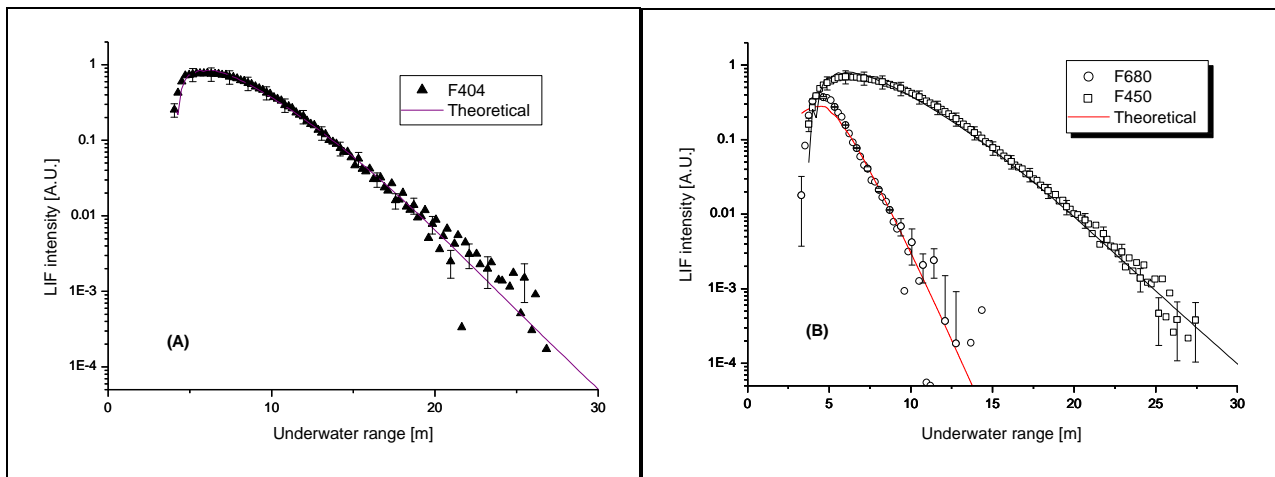 F404
Theoretical
LIF intensity [A.U.]
1
0.1
0.01
1E-3
1E-4
(A)
0
10
20
30
Underwater range [m]
F680
F450
Theoretical
LIF intensity [A.U.]
1
0.1
0.01
1E-3
1E-4
(B)
0
5
10
15
20
25
30
Underwater range [m]